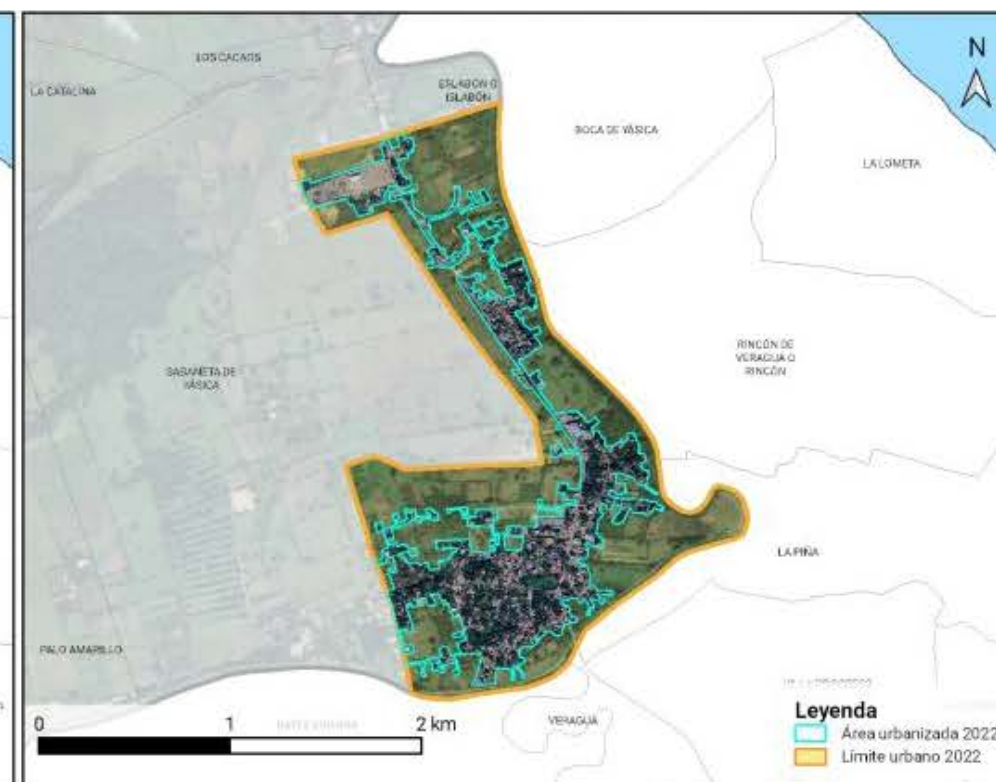 LOS CACAOS
N
LA CATALINA
ESLABON O
ISLABÓN
BOCA DE YÁSICA
LA LOMETA
RINCÓN DE
VERAGUA O
RINCÓN
SABANETA DE
YÁSICA
LA PIÑA
PALO AMARILLO
VERAGUA
0 1 2 km
Leyenda
Área urbanizada 2022
Límite urbano 2022